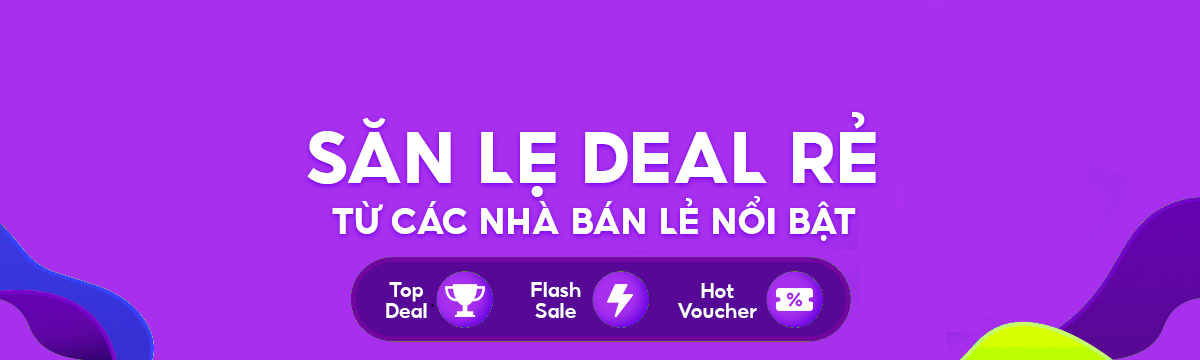 SĂN LẸ DEAL RẺ
TỪ CÁC NHÀ BÁN LẺ NỔI BẬT
Top Deal
Flash Sale
Hot Voucher
%